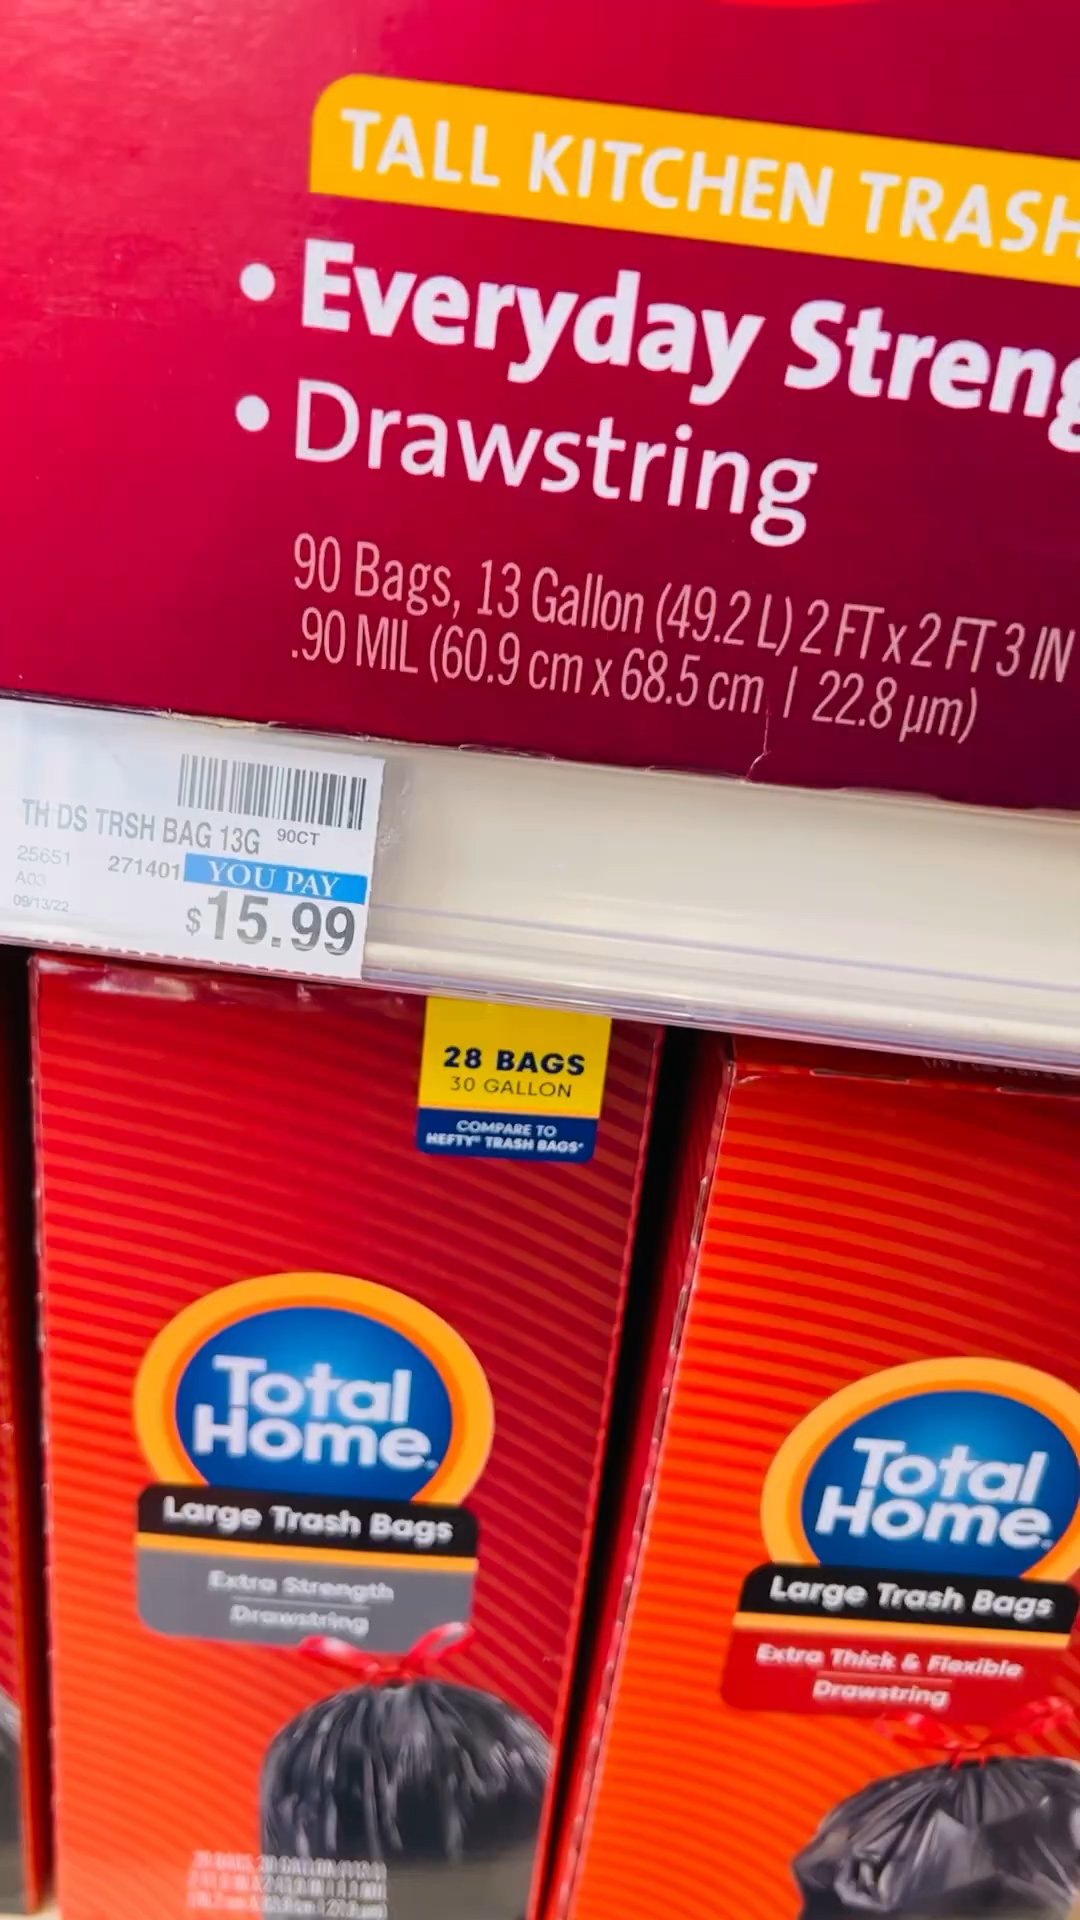 TALL KITCHEN TRASH
• Everyday Streng
• Drawstring
90 Bags, 13 Gallon (49.2 L) 2 FT x 2 FT 3 IN
.90 MIL (60.9 cm x 68.5 cm | 22.8 µm)
TH DS TRSH BAG 13G 90CT
25651 271401 YOU PAY
A03
09/13/22
$15.99
28 BAGS
30 GALLON
COMPARE TO
HEFTY® TRASH BAGS*
Total
Home.
Large Trash Bags
Extra Strength
Drawstring
Total
Home.
Large Trash Bags
Extra Thick & Flexible
Drawstring